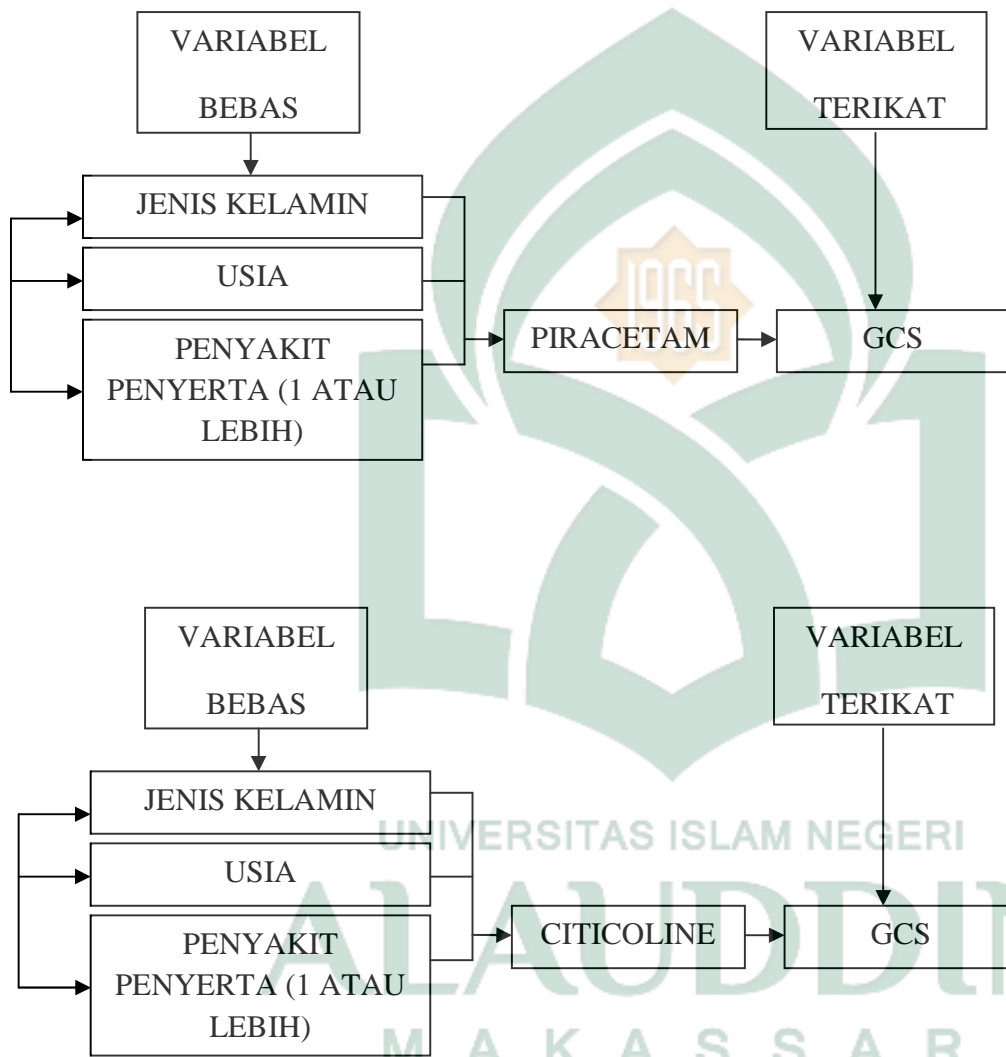 VARIABEL
BEBAS
VARIABEL
TERIKAT
JENIS KELAMIN
USIA
PENYAKIT
PENYERTA (1 ATAU
LEBIH)
PIRACETAM
GCS
1965
VARIABEL
BEBAS
VARIABEL
TERIKAT
JENIS KELAMIN
USIA
PENYAKIT
PENYERTA (1 ATAU
LEBIH)
CITICOLINE
GCS
UNIVERSITAS ISLAM NEGERI
ALAUDDIN
MAKASSAR